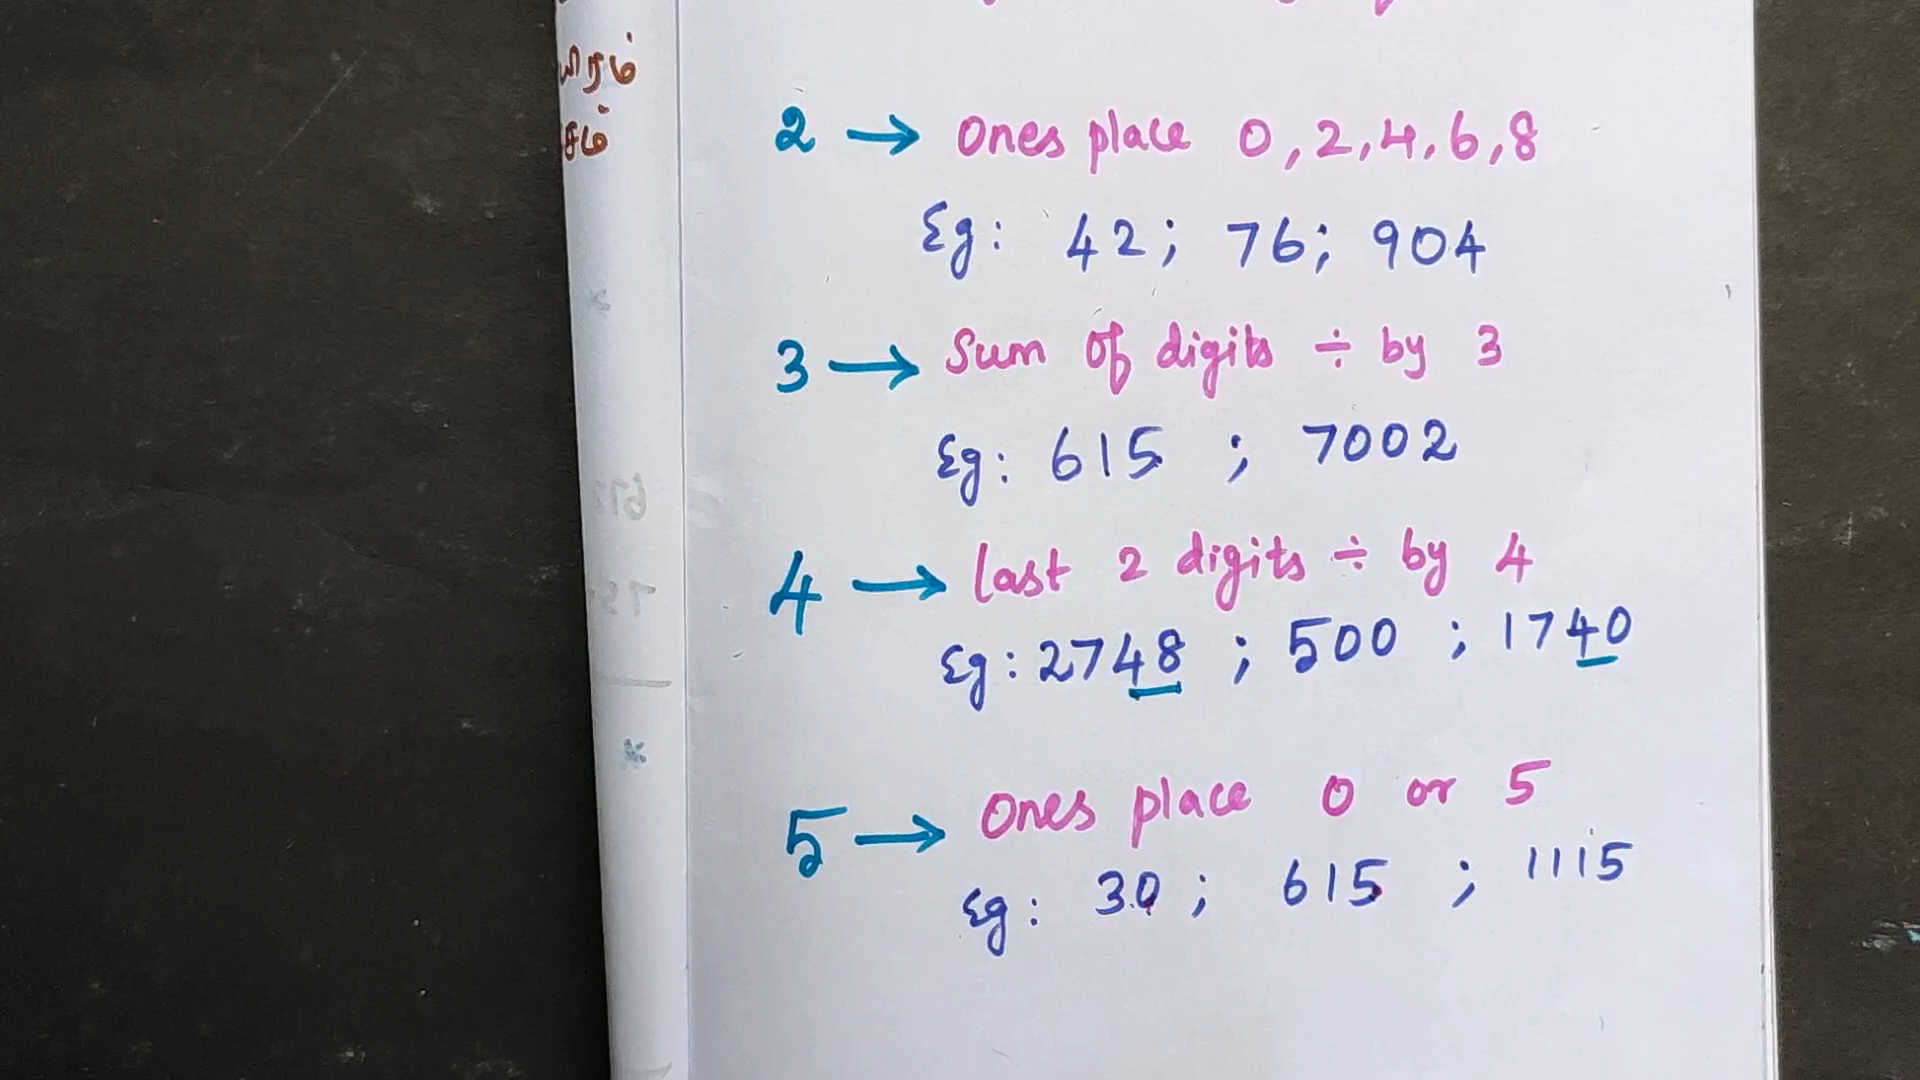 யிரம்
சம்
2 → Ones place 0, 2, 4, 6, 8
Eg: 42; 76; 904
3 → Sum Of digits ÷ by 3
Eg: 615 ; 7002
4 → last 2 digits ÷ by 4
Eg: 2748 ; 500 ; 1740
5 → Ones place 0 or 5
Eg: 30; 615 ; 1115